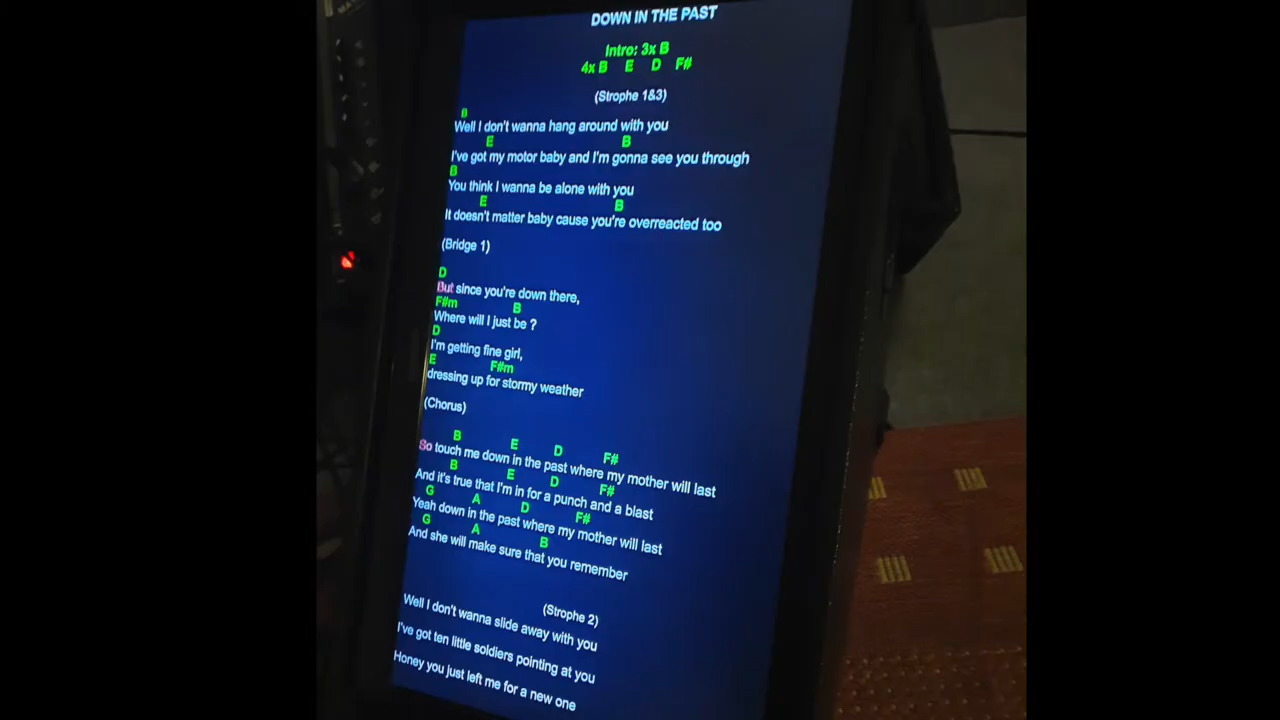 DOWN IN THE PAST
Intro: 3x B
4x B E D F#
(Strophe 1&3)
B
Well I don't wanna hang around with you
E B
I've got my motor baby and I'm gonna see you through
B
You think I wanna be alone with you
E B
It doesn't matter baby cause you're overreacted too
(Bridge 1)
D
But since you're down there,
F#m B
Where will I just be ?
D
I'm getting fine girl,
E F#m
dressing up for stormy weather
(Chorus)
B E D F#
So touch me down in the past where my mother will last
B E D F#
And it's true that I'm in for a punch and a blast
G A D F#
Yeah down in the past where my mother will last
G A B
And she will make sure that you remember
(Strophe 2)
Well I don't wanna slide away with you
I've got ten little soldiers pointing at you
Honey you just left me for a new one